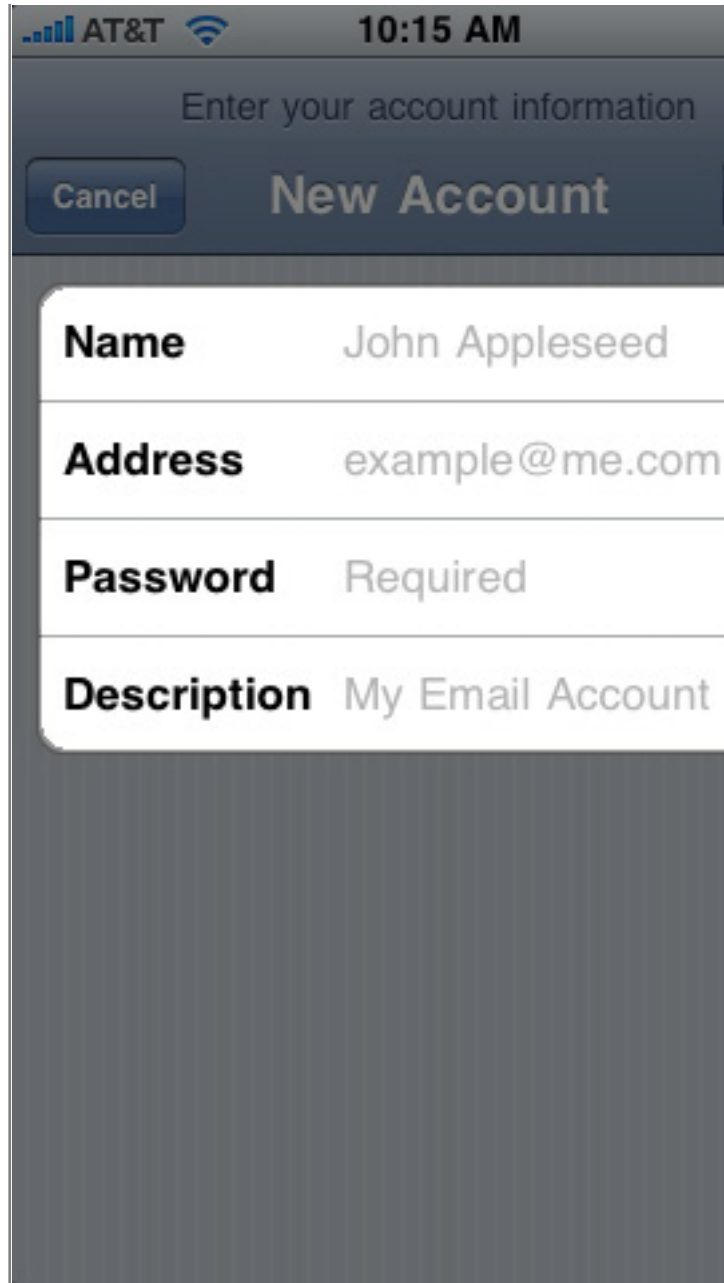 AT&T 10:15 AM
Enter your account information
Cancel New Account
Name John Appleseed
Address example@me.com
Password Required
Description My Email Account